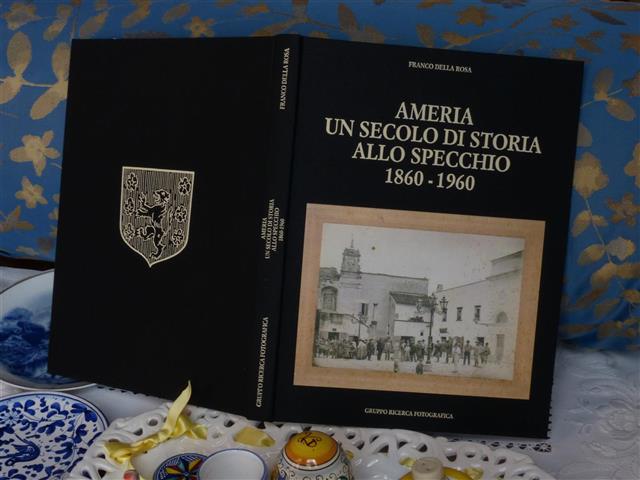 FRANCO DELLA ROSA
AMERIA
UN SECOLO DI STORIA
ALLO SPECCHIO
1860 - 1960
GRUPPO RICERCA FOTOGRAFICA
FRANCO DELLA ROSA
AMERIA
UN SECOLO DI STORIA
ALLO SPECCHIO
1860-1960
GRUPPO RICERCA FOTOGRAFICA